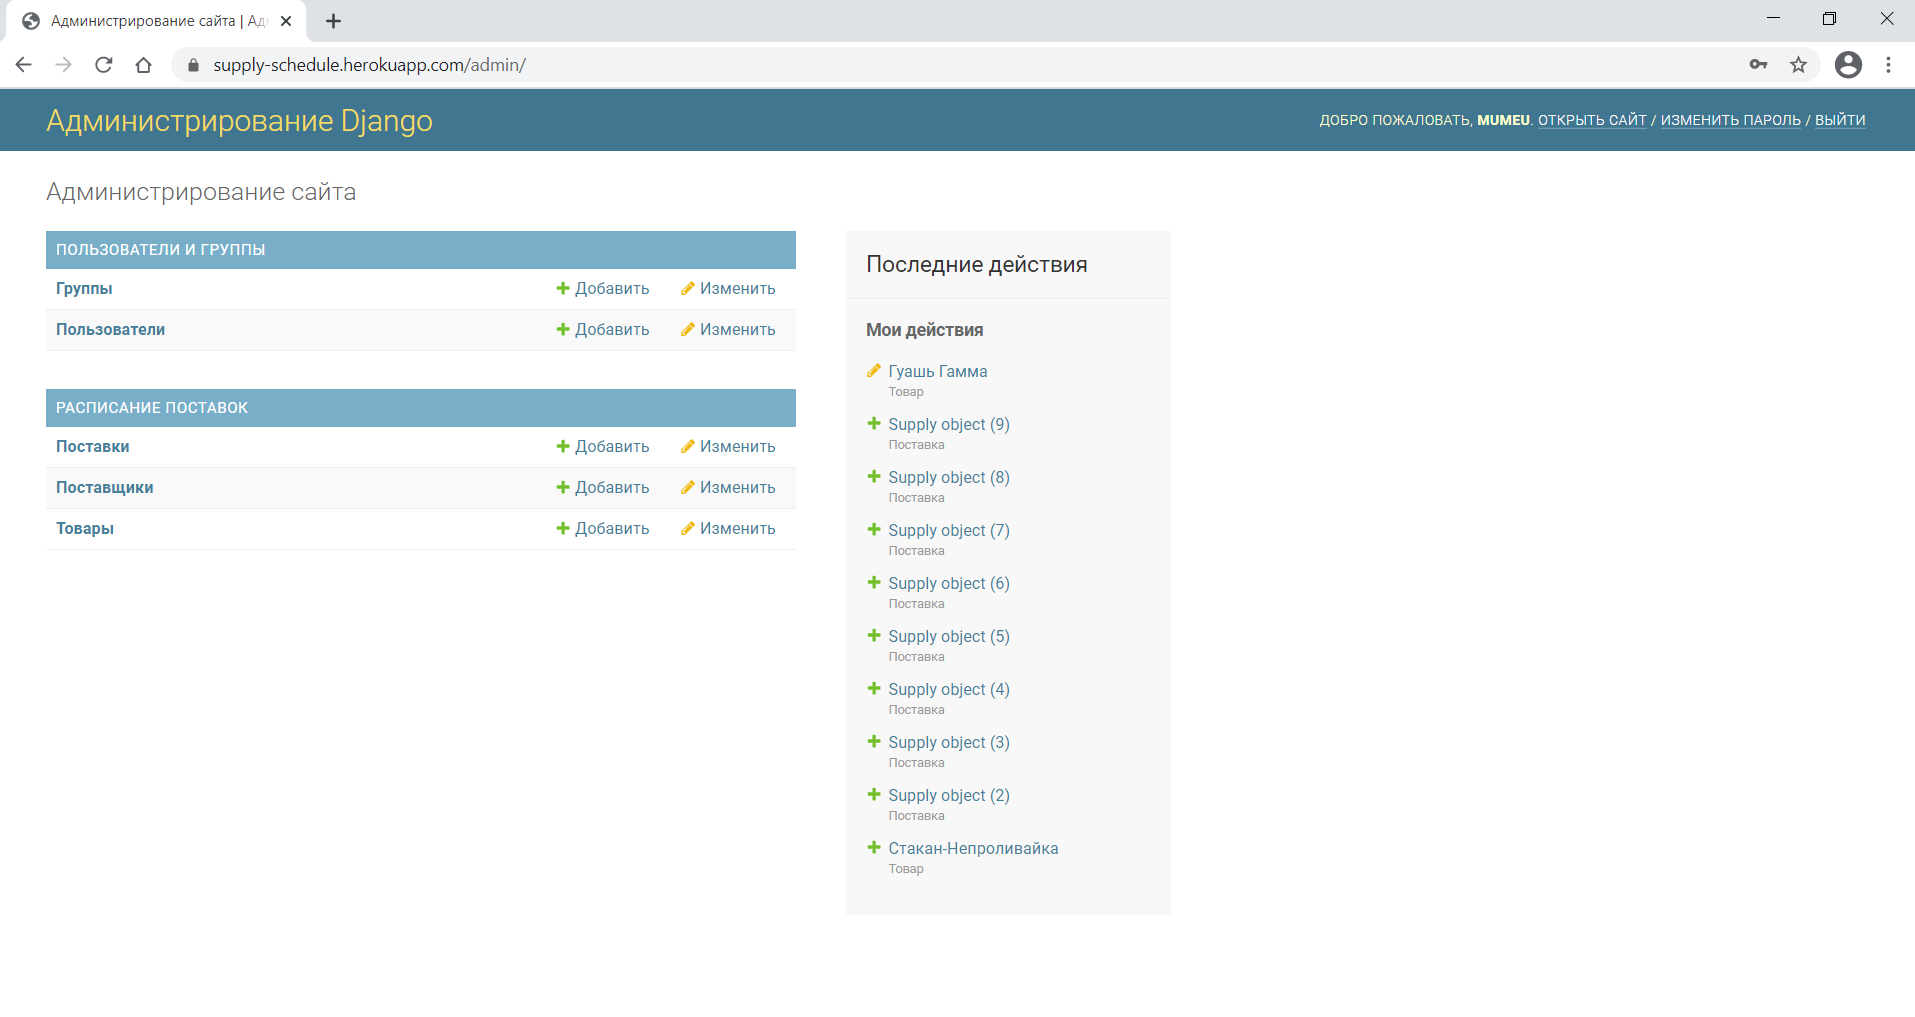 Администрирование сайта | Ад
supply-schedule.herokuapp.com/admin/
Администрирование Django
ДОБРО ПОЖАЛОВАТЬ, MUMEU. ОТКРЫТЬ САЙТ / ИЗМЕНИТЬ ПАРОЛЬ / ВЫЙТИ
Администрирование сайта
ПОЛЬЗОВАТЕЛИ И ГРУППЫ
Группы Добавить Изменить
Пользователи Добавить Изменить
РАСПИСАНИЕ ПОСТАВОК
Поставки Добавить Изменить
Поставщики Добавить Изменить
Товары Добавить Изменить
Последние действия
Мои действия
Гуашь Гамма
Товар
Supply object (9)
Поставка
Supply object (8)
Поставка
Supply object (7)
Поставка
Supply object (6)
Поставка
Supply object (5)
Поставка
Supply object (4)
Поставка
Supply object (3)
Поставка
Supply object (2)
Поставка
Стакан-Непроливайка
Товар